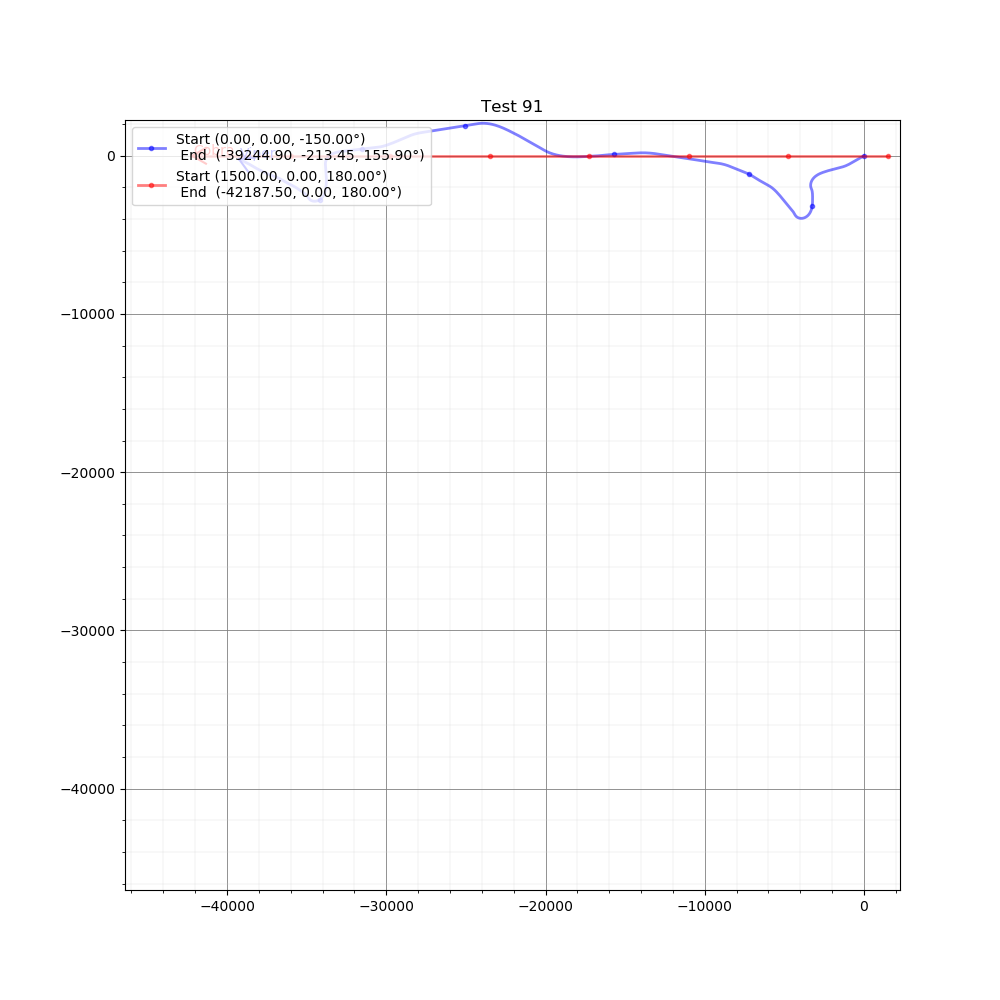 Test 91
Start (0.00, 0.00, -150.00°)
End (-39244.90, -213.45, 155.90°)
Start (1500.00, 0.00, 180.00°)
End (-42187.50, 0.00, 180.00°)
0
−10000
−20000
−30000
−40000
−40000 −30000 −20000 −10000 0